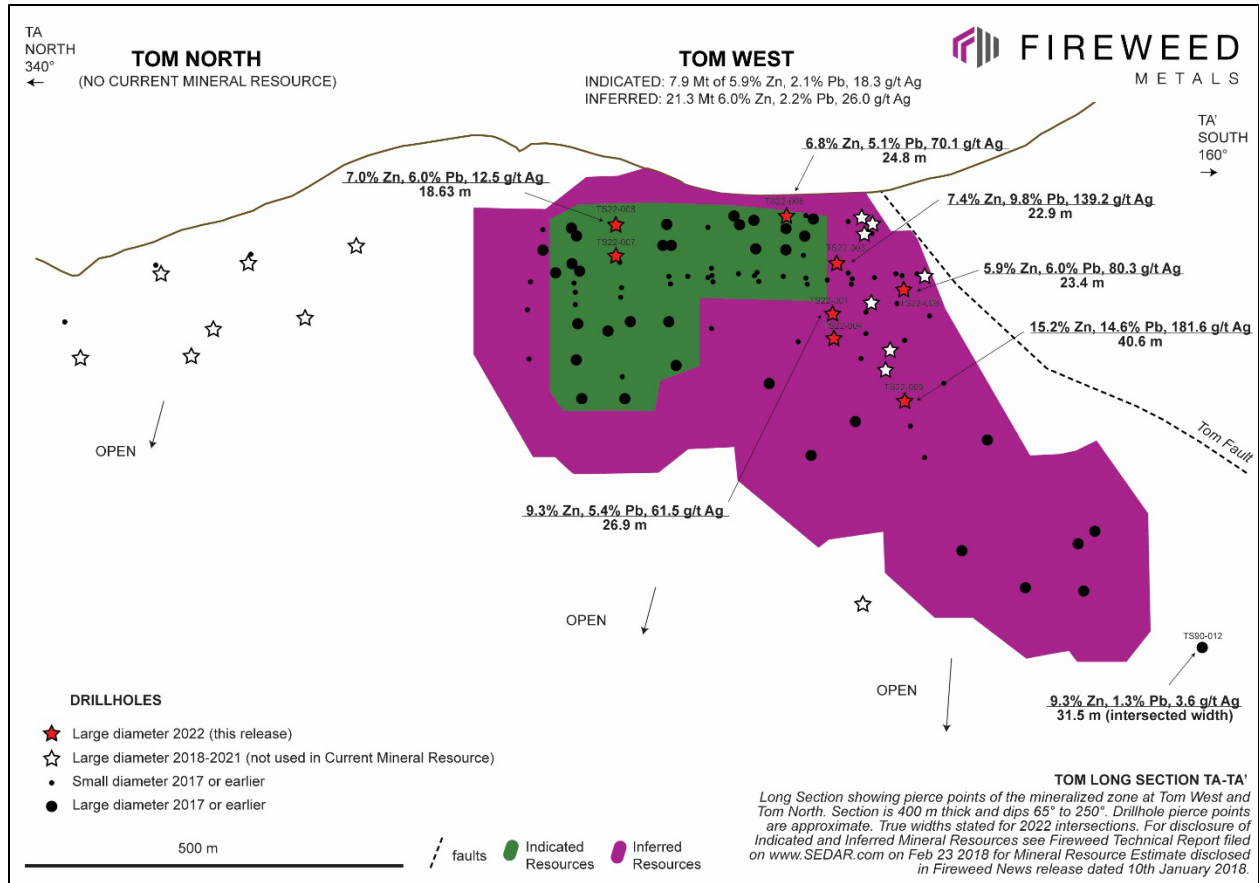 TA
NORTH
340°
TOM NORTH
(NO CURRENT MINERAL RESOURCE)
TOM WEST
INDICATED: 7.9 Mt of 5.9% Zn, 2.1% Pb, 18.3 g/t Ag
INFERRED: 21.3 Mt 6.0% Zn, 2.2% Pb, 26.0 g/t Ag
FIREWEED
METALS
TA'
SOUTH
160°
6.8% Zn, 5.1% Pb, 70.1 g/t Ag
24.8 m
7.0% Zn, 6.0% Pb, 12.5 g/t Ag
18.63 m
7.4% Zn, 9.8% Pb, 139.2 g/t Ag
22.9 m
5.9% Zn, 6.0% Pb, 80.3 g/t Ag
23.4 m
15.2% Zn, 14.6% Pb, 181.6 g/t Ag
40.6 m
TS22-007
TS22-001
TS22-009
Tom Fault
OPEN
9.3% Zn, 5.4% Pb, 61.5 g/t Ag
26.9 m
OPEN
OPEN
TS90-012
9.3% Zn, 1.3% Pb, 3.6 g/t Ag
31.5 m (intersected width)
DRILLHOLES
Large diameter 2022 (this release)
Large diameter 2018-2021 (not used in Current Mineral Resource)
Small diameter 2017 or earlier
Large diameter 2017 or earlier
500 m
faults
Indicated
Resources
Inferred
Resources
TOM LONG SECTION TA-TA'
Long Section showing pierce points of the mineralized zone at Tom West and
Tom North. Section is 400 m thick and dips 65° to 250°. Drillhole pierce points
are approximate. True widths stated for 2022 intersections. For disclosure of
Indicated and Inferred Mineral Resources see Fireweed Technical Report filed
on www.SEDAR.com on Feb 23 2018 for Mineral Resource Estimate disclosed
in Fireweed News release dated 10th January 2018.